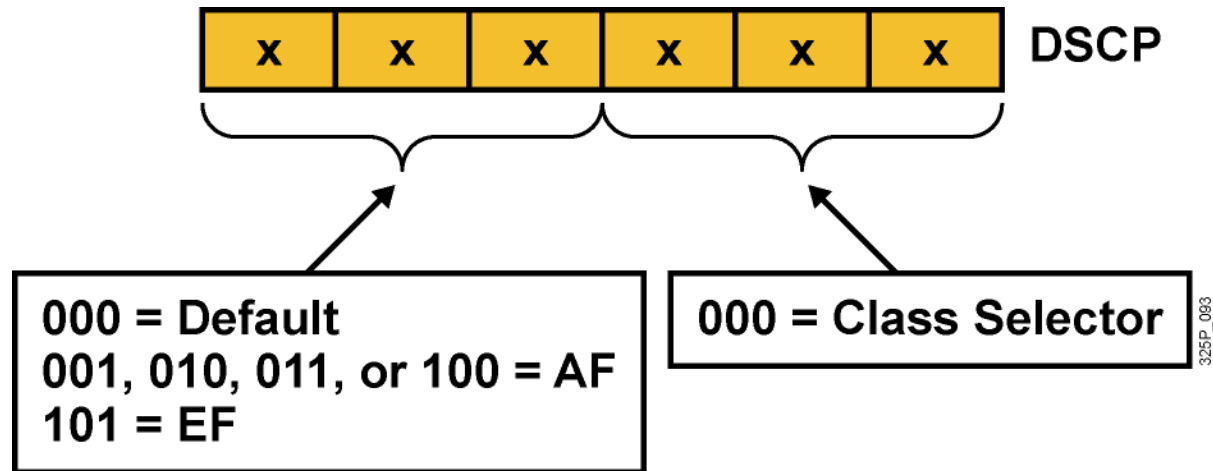 x x x x x x DSCP
000 = Default
001, 010, 011, or 100 = AF
101 = EF
000 = Class Selector
325P_093